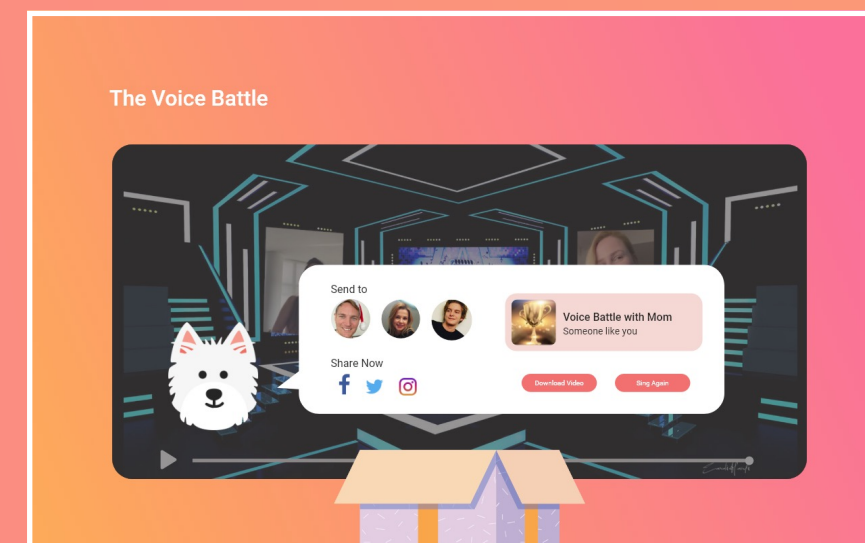 The Voice Battle
Send to
Voice Battle with Mom
Someone like you
Share Now
Download Video
Sing Again